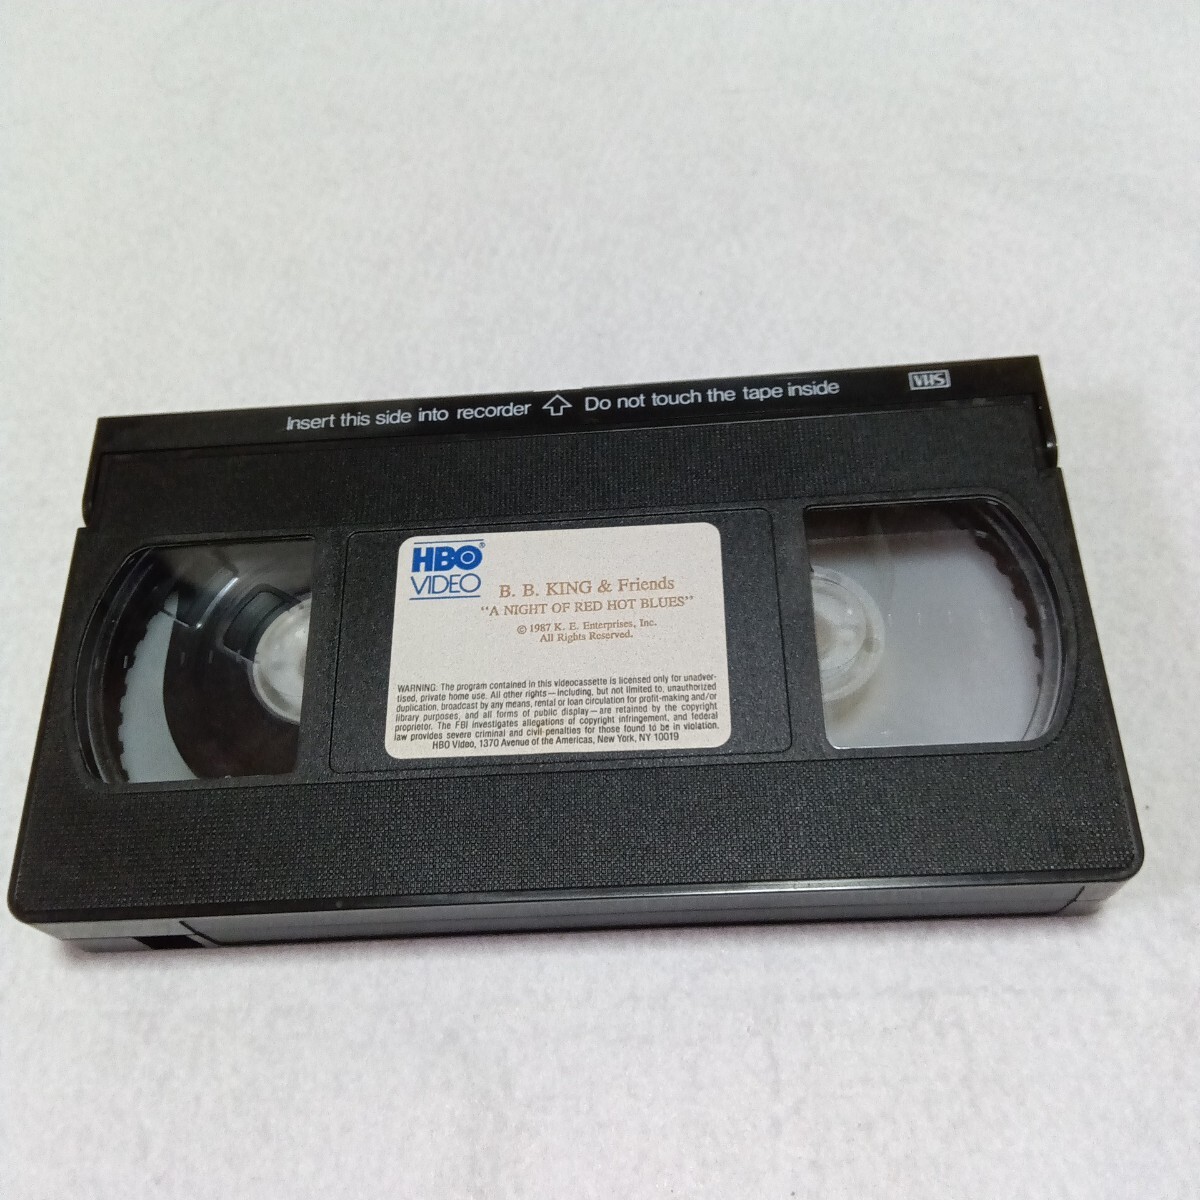 Insert this side into recorder ⇧ Do not touch the tape inside
VHS
HBO®
VIDEO
B. B. KING & Friends
"A NIGHT OF RED HOT BLUES"
© 1987 K. E. Enterprises, Inc.
All Rights Reserved.
WARNING. The program contained in this videocassette is licensed only for unadver-
tised, private home use. All other rights—including, but not limited to, unauthorized
duplication, broadcast by any means, rental or loan circulation for profit-making and/or
library purposes, and all forms of public display—are retained by the copyright
proprietor. The FBI investigates allegations of copyright infringement, and federal
law provides severe criminal and civil penalties for those found to be in violation.
HBO Video, 1370 Avenue of the Americas, New York, NY 10019